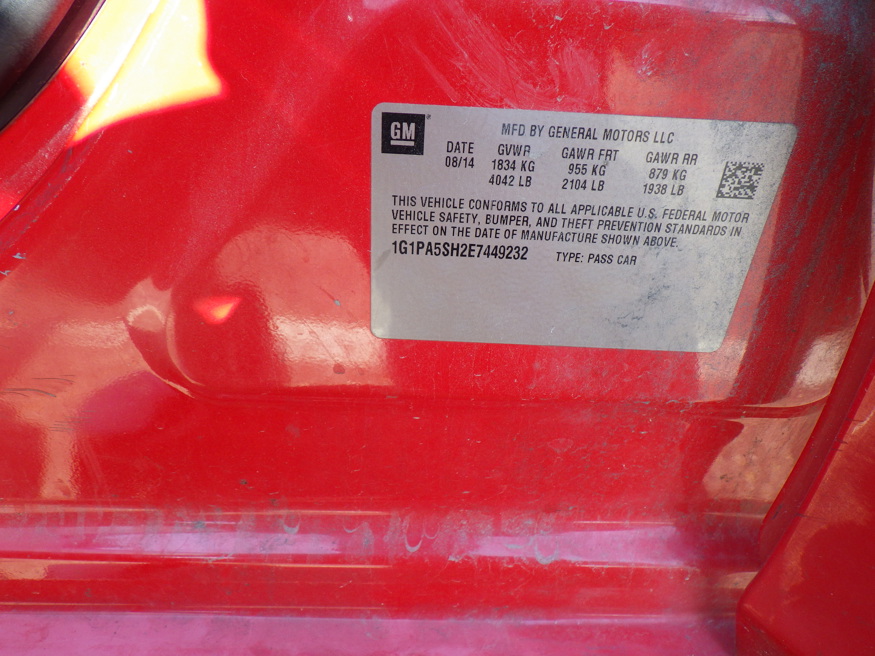 GM
MFD BY GENERAL MOTORS LLC
DATE GVWR GAWR FRT GAWR RR
08/14 1834 KG 955 KG 879 KG
4042 LB 2104 LB 1938 LB
THIS VEHICLE CONFORMS TO ALL APPLICABLE U.S. FEDERAL MOTOR
VEHICLE SAFETY, BUMPER, AND THEFT PREVENTION STANDARDS IN
EFFECT ON THE DATE OF MANUFACTURE SHOWN ABOVE.
1G1PA5SH2E7449232 TYPE: PASS CAR